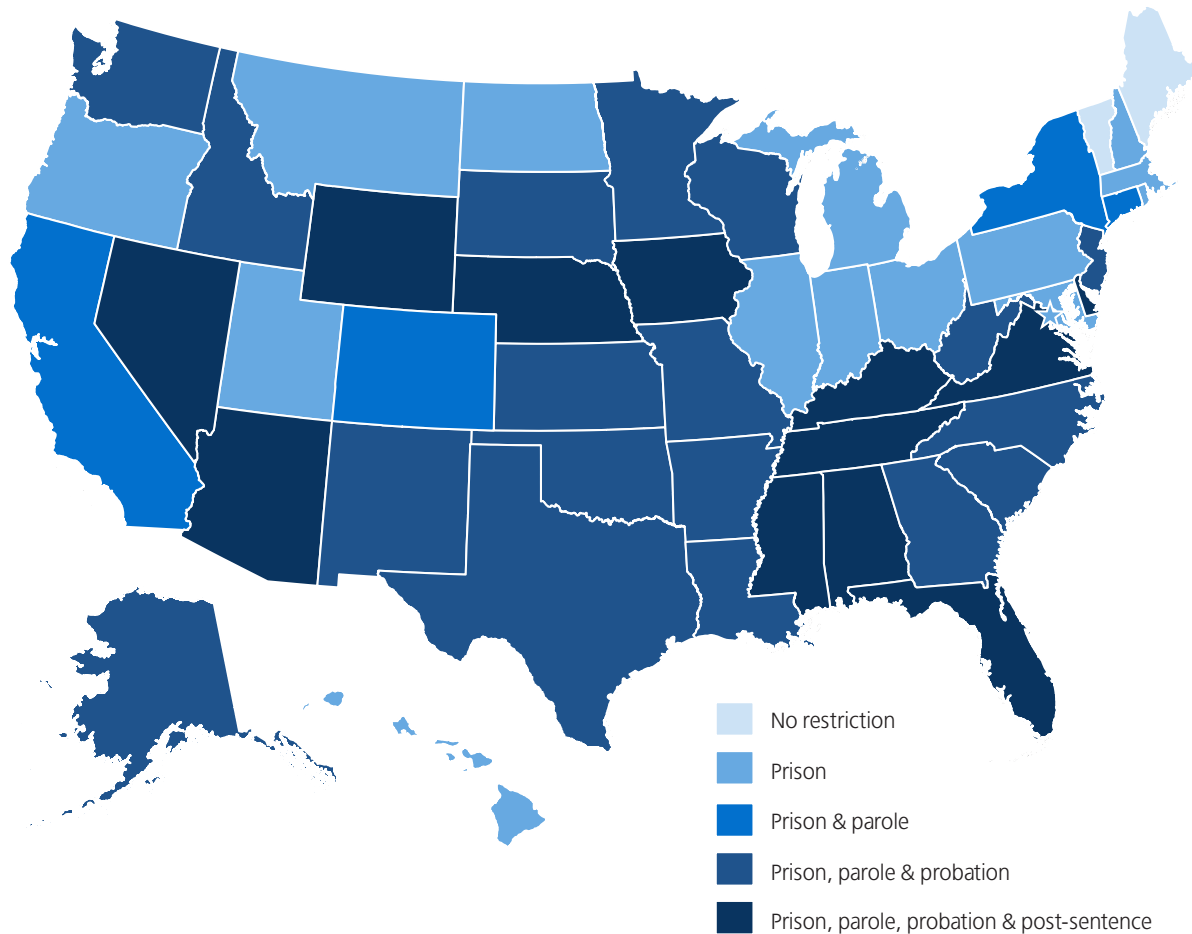 No restriction
Prison
Prison & parole
Prison, parole & probation
Prison, parole, probation & post-sentence